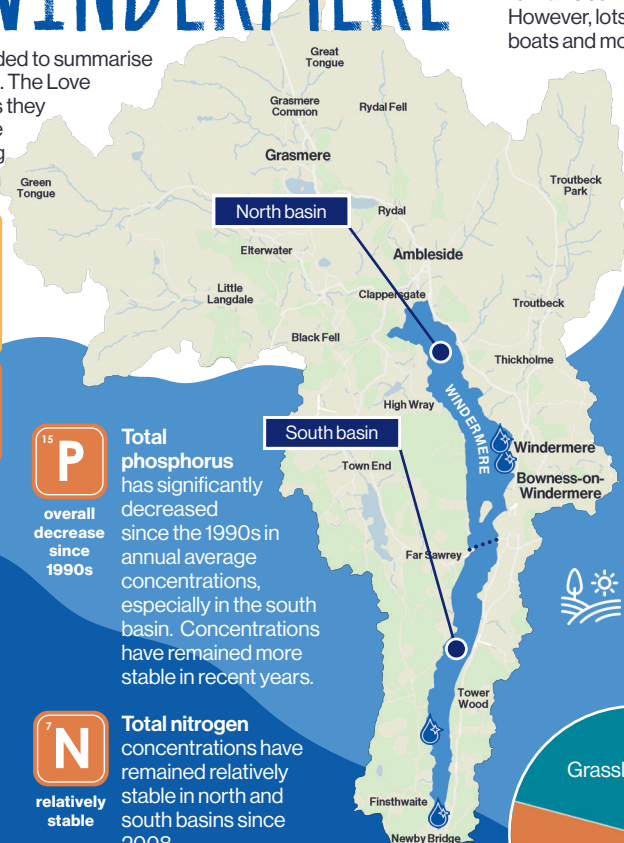 WINDERMERE
ded to summarise
. The Love
s they
e
g
However, lots
boats and mo
Great
Tongue
Grasmere
Common
Rydal Fell
Grasmere
Green
Tongue
Troutbeck
Park
North basin
Rydal
Elterwater
Ambleside
Little
Langdale
Clappersgate
Troutbeck
Black Fell
Thickholme
High Wray
WINDERMERE
South basin
Windermere
Town End
Bowness-on-
Windermere
Far Sawrey
Tower
Wood
Finsthwaite
Newby Bridge
15
P
overall
decrease
since
1990s
Total
phosphorus
has significantly
decreased
since the 1990s in
annual average
concentrations,
especially in the south
basin. Concentrations
have remained more
stable in recent years.
7
N
relatively
stable
Total nitrogen
concentrations have
remained relatively
stable in north and
south basins since
2008
Grassl